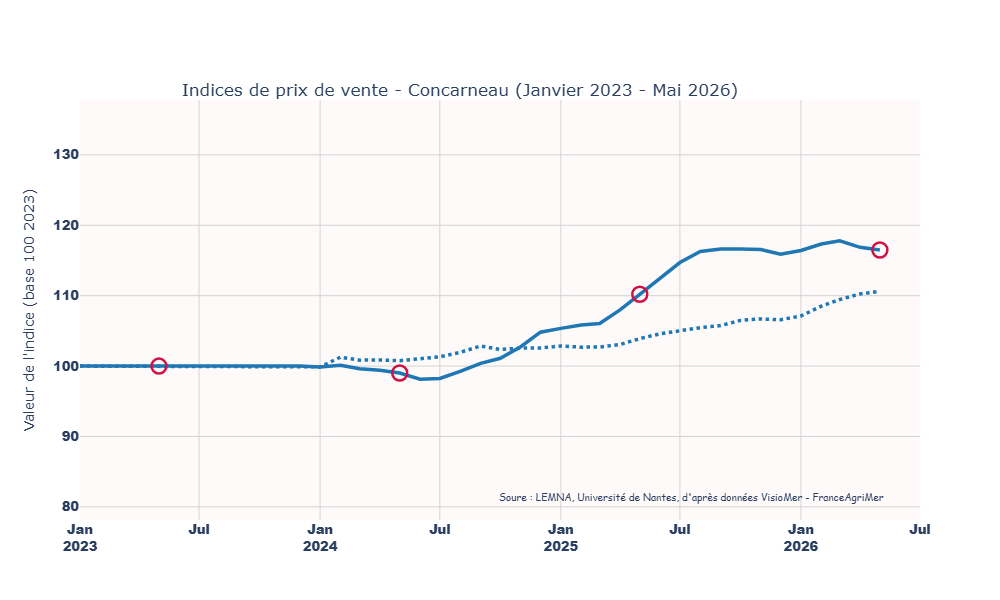 Indices de prix de vente - Concarneau (Janvier 2023 - Mai 2026)
Valeur de l'indice (base 100 2023)
130
120
110
100
90
80
Soure : LEMNA, Université de Nantes, d'après données VisioMer - FranceAgriMer
Jan Jul Jan Jul Jan Jul Jan Jul
2023 2024 2025 2026